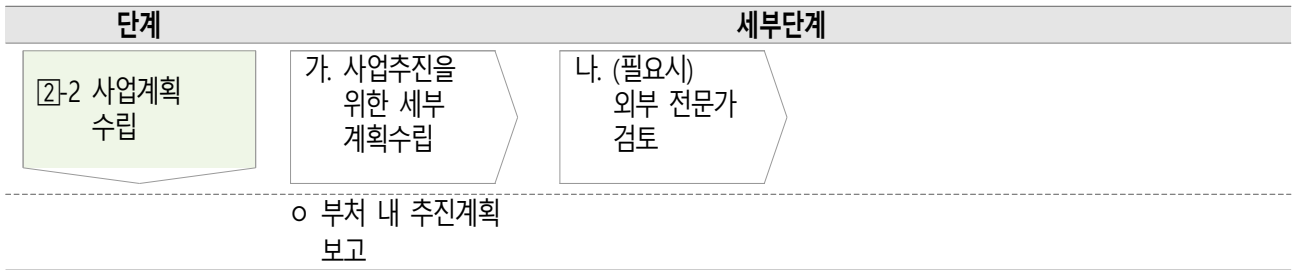 단계 세부단계
2-2 사업계획
수립
가. 사업추진을
위한 세부
계획수립
나. (필요시)
외부 전문가
검토
o 부처 내 추진계획
보고